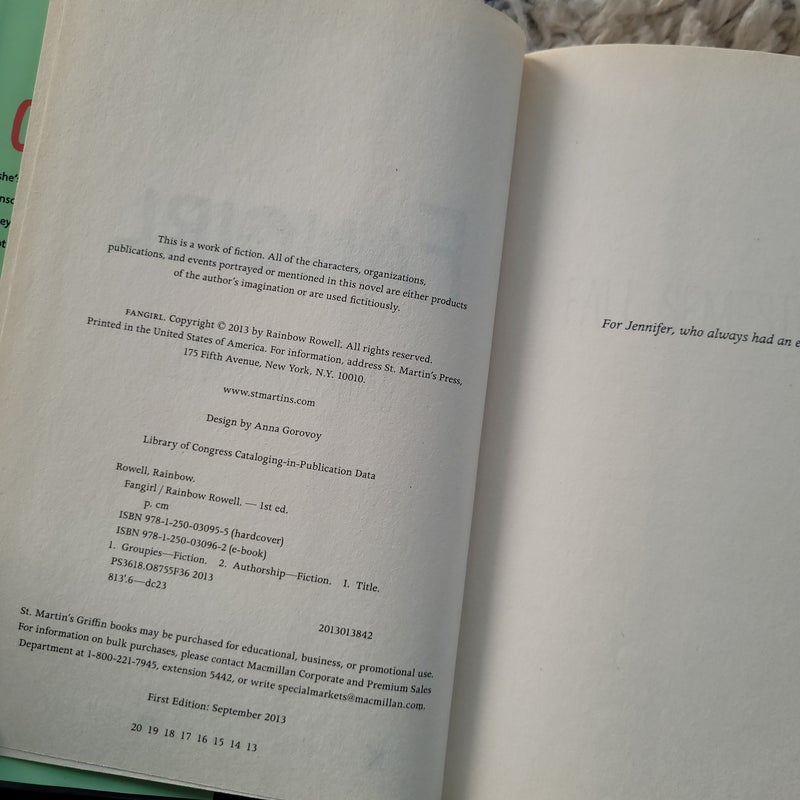 This is a work of fiction. All of the characters, organizations,
publications, and events portrayed or mentioned in this novel are either products
of the author's imagination or are used fictitiously.
FANGIRL. Copyright © 2013 by Rainbow Rowell. All rights reserved.
Printed in the United States of America. For information, address St. Martin's Press,
175 Fifth Avenue, New York, N.Y. 10010.
www.stmartins.com
Design by Anna Gorovoy
Library of Congress Cataloging-in-Publication Data
Rowell, Rainbow.
Fangirl / Rainbow Rowell. — 1st ed.
p. cm
ISBN 978-1-250-03095-5 (hardcover)
ISBN 978-1-250-03096-2 (e-book)
1. Groupies—Fiction. 2. Authorship—Fiction. I. Title.
PS3618.O8755F36 2013
813'.6—dc23
2013013842
St. Martin's Griffin books may be purchased for educational, business, or promotional use.
For information on bulk purchases, please contact Macmillan Corporate and Premium Sales
Department at 1-800-221-7945, extension 5442, or write specialmarkets@macmillan.com.
First Edition: September 2013
20 19 18 17 16 15 14 13
For Jennifer, who always had an